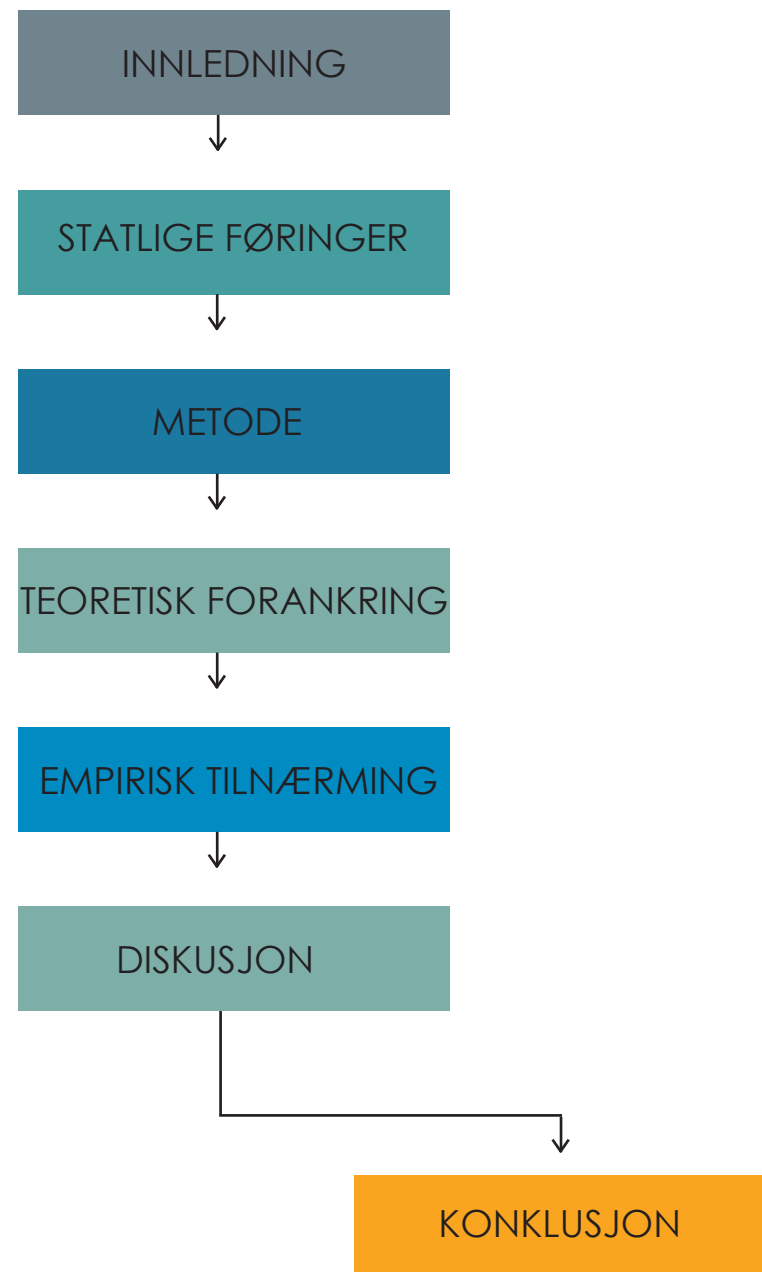 INNLEDNING
STATLIGE FØRINGER
METODE
TEORETISK FORANKRING
EMPIRISK TILNÆRMING
DISKUSJON
KONKLUSJON